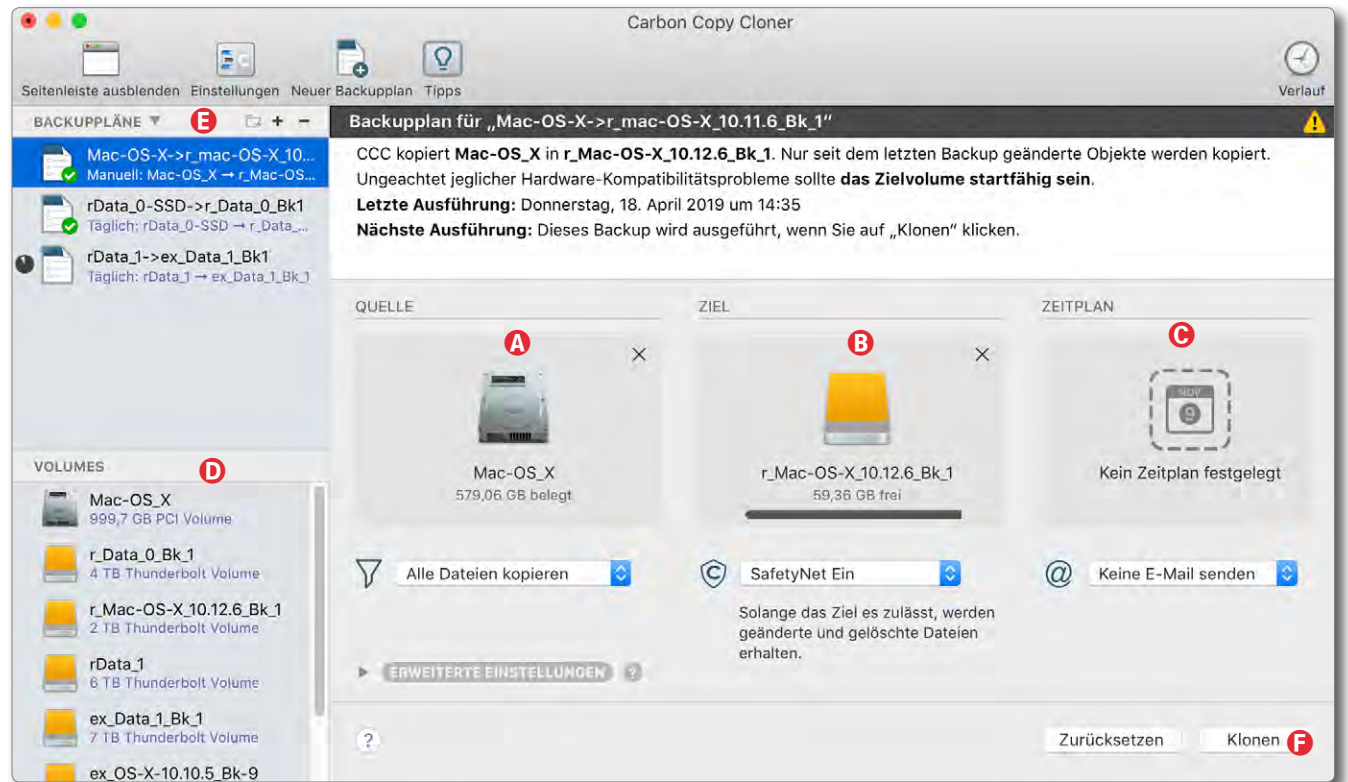 Carbon Copy Cloner
Seitenleiste ausblenden
Einstellungen
Neuer Backupplan
Tipps
Verlauf
BACKUPPLÄNE
E
+ −
Mac-OS-X->r_mac-OS-X_10...
Manuell: Mac-OS_X → r_Mac-OS...
rData_0-SSD->r_Data_0_Bk1
Täglich: rData_0-SSD → r_Data_...
rData_1->ex_Data_1_Bk1
Täglich: rData_1 → ex_Data_1_Bk_1
VOLUMES
D
Mac-OS_X
999,7 GB PCI Volume
r_Data_0_Bk_1
4 TB Thunderbolt Volume
r_Mac-OS-X_10.12.6_Bk_1
2 TB Thunderbolt Volume
rData_1
6 TB Thunderbolt Volume
ex_Data_1_Bk_1
7 TB Thunderbolt Volume
ex_OS-X-10.10.5_Bk-9
Backupplan für „Mac-OS-X->r_mac-OS-X_10.11.6_Bk_1“
CCC kopiert Mac-OS_X in r_Mac-OS-X_10.12.6_Bk_1. Nur seit dem letzten Backup geänderte Objekte werden kopiert.
Ungeachtet jeglicher Hardware-Kompatibilitätsprobleme sollte das Zielvolume startfähig sein.
Letzte Ausführung: Donnerstag, 18. April 2019 um 14:35
Nächste Ausführung: Dieses Backup wird ausgeführt, wenn Sie auf „Klonen“ klicken.
QUELLE
A
Mac-OS_X
579,06 GB belegt
Alle Dateien kopieren
ERWEITERTE EINSTELLUNGEN ?
ZIEL
B
r_Mac-OS-X_10.12.6_Bk_1
59,36 GB frei
C
SafetyNet Ein
Solange das Ziel es zulässt, werden
geänderte und gelöschte Dateien
erhalten.
ZEITPLAN
C
NOV
9
Kein Zeitplan festgelegt
@
Keine E-Mail senden
?
Zurücksetzen
Klonen
F